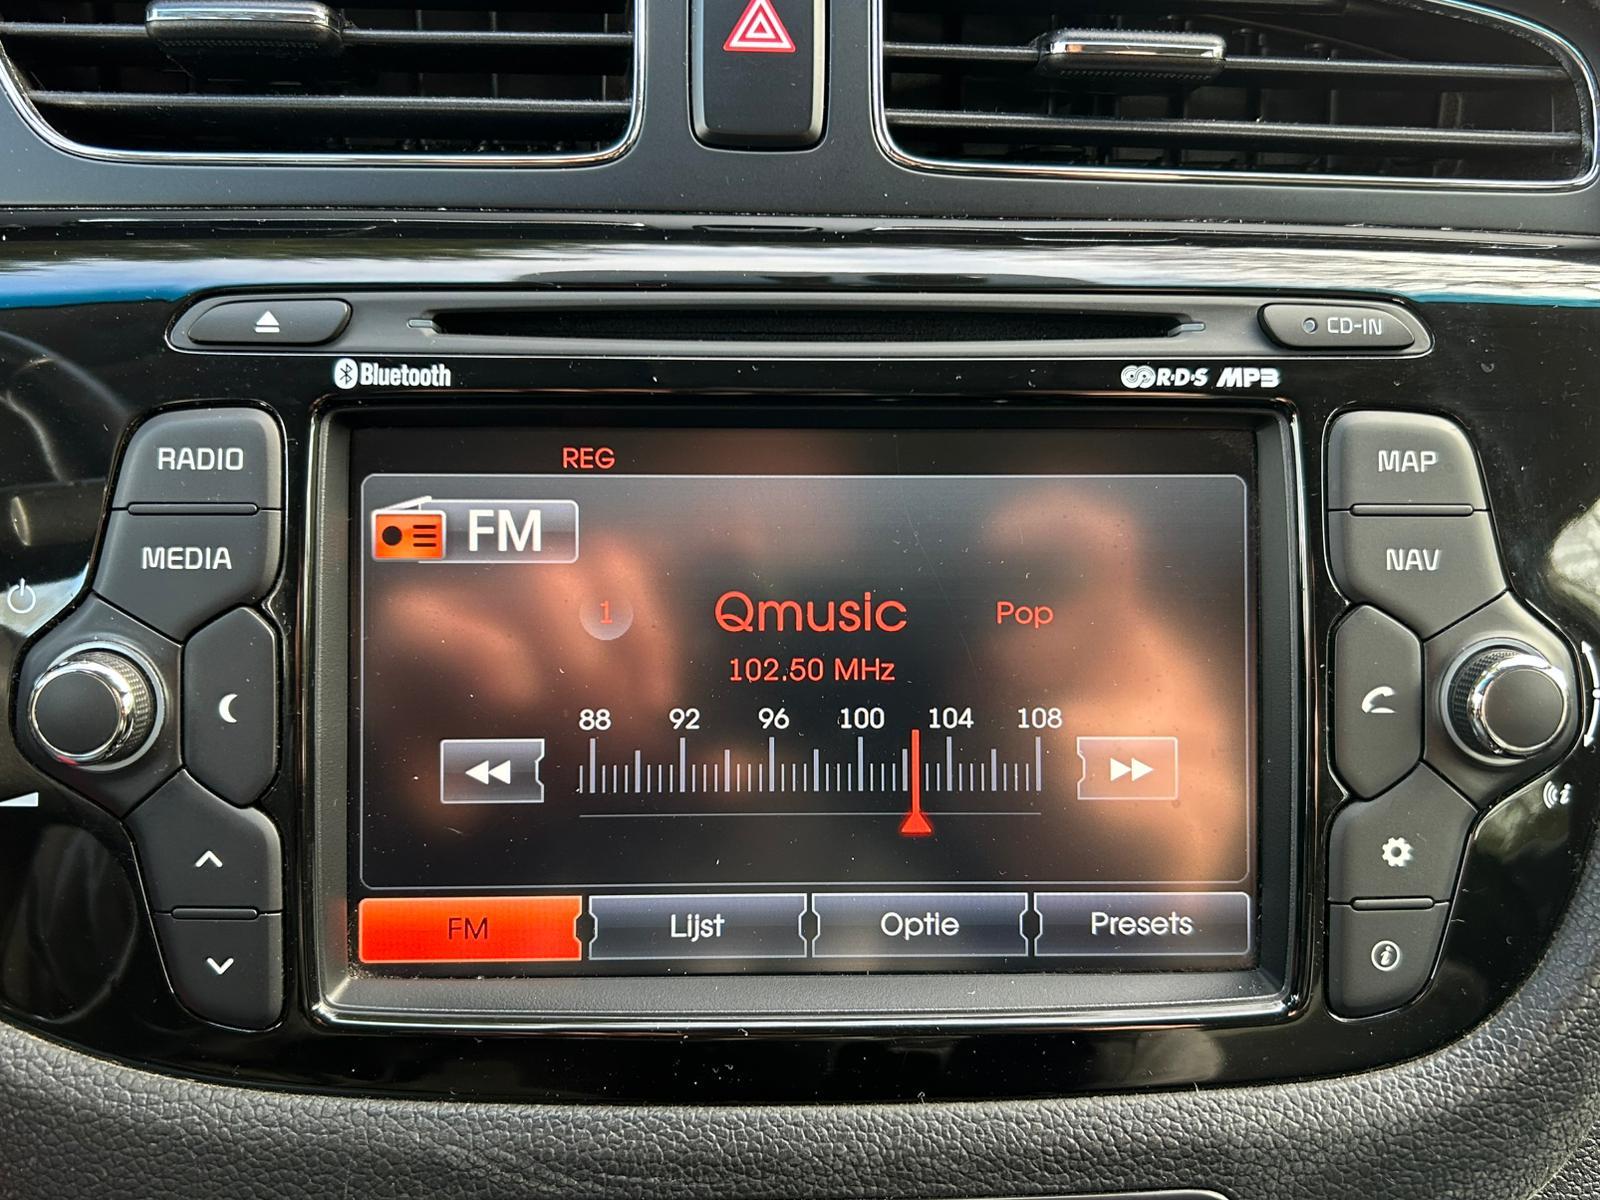 CD-IN
Bluetooth
R·D·S MP3
RADIO
MEDIA
MAP
NAV
REG
FM
1 Qmusic Pop
102.50 MHz
88 92 96 100 104 108
FM Lijst Optie Presets